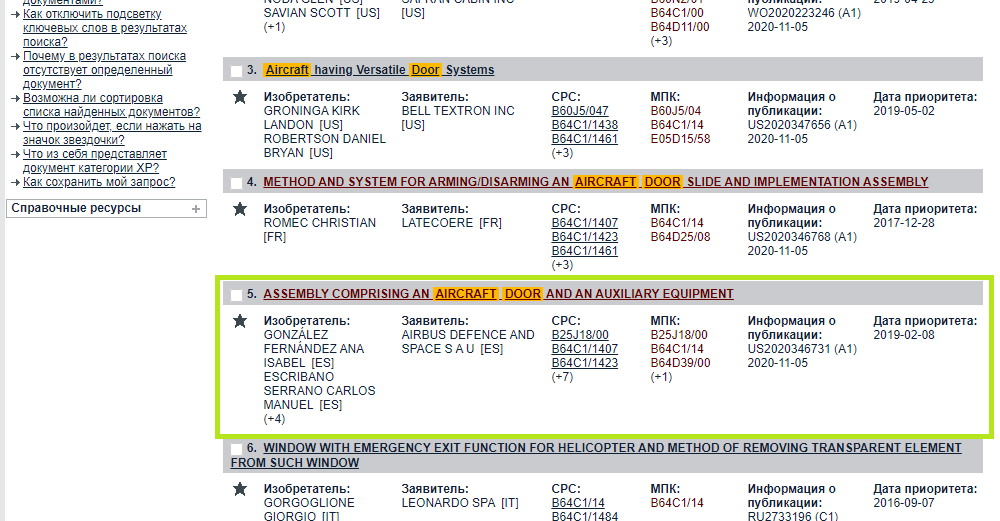 документами?
Как отключить подсветку
ключевых слов в результатах
поиска?
Почему в результатах поиска
отсутствует определенный
документ?
Возможна ли сортировка
списка найденных документов?
Что произойдет, если нажать на
значок звездочки?
Что из себя представляет
документ категории XP?
Как сохранить мой запрос?
Справочные ресурсы +
SAVIAN SCOTT [US]
(+1)
SAFRAN CABIN INC
[US]
B64C1/00
B64D11/00
(+3)
публикации:
WO2020223246 (A1)
2020-11-05
3. Aircraft having Versatile Door Systems
Изобретатель:
GRONINGA KIRK
LANDON [US]
ROBERTSON DANIEL
BRYAN [US]
Заявитель:
BELL TEXTRON INC
[US]
CPC:
B60J5/047
B64C1/1438
B64C1/1461
(+3)
МПК:
B60J5/04
B64C1/14
E05D15/58
Информация о
публикации:
US2020347656 (A1)
2020-11-05
Дата приоритета:
2019-05-02
4. METHOD AND SYSTEM FOR ARMING/DISARMING AN AIRCRAFT DOOR SLIDE AND IMPLEMENTATION ASSEMBLY
Изобретатель:
ROMEC CHRISTIAN
[FR]
Заявитель:
LATECOERE [FR]
CPC:
B64C1/1407
B64C1/1423
B64C1/1461
(+3)
МПК:
B64C1/14
B64D25/08
Информация о
публикации:
US2020346768 (A1)
2020-11-05
Дата приоритета:
2017-12-28
5. ASSEMBLY COMPRISING AN AIRCRAFT DOOR AND AN AUXILIARY EQUIPMENT
Изобретатель:
GONZÁLEZ
FERNÁNDEZ ANA
ISABEL [ES]
ESCRIBANO
SERRANO CARLOS
MANUEL [ES]
(+4)
Заявитель:
AIRBUS DEFENCE AND
SPACE S A U [ES]
CPC:
B25J18/00
B64C1/1407
B64C1/1423
(+7)
МПК:
B25J18/00
B64C1/14
B64D39/00
(+1)
Информация о
публикации:
US2020346731 (A1)
2020-11-05
Дата приоритета:
2019-02-08
6. WINDOW WITH EMERGENCY EXIT FUNCTION FOR HELICOPTER AND METHOD OF REMOVING TRANSPARENT ELEMENT
FROM SUCH WINDOW
Изобретатель:
GORGOGLIONE
GIORGIO [IT]
Заявитель:
LEONARDO SPA [IT]
CPC:
B64C1/14
B64C1/1484
МПК:
B64C1/14
Информация о
публикации:
RU2733196 (C1)
Дата приоритета:
2016-09-07